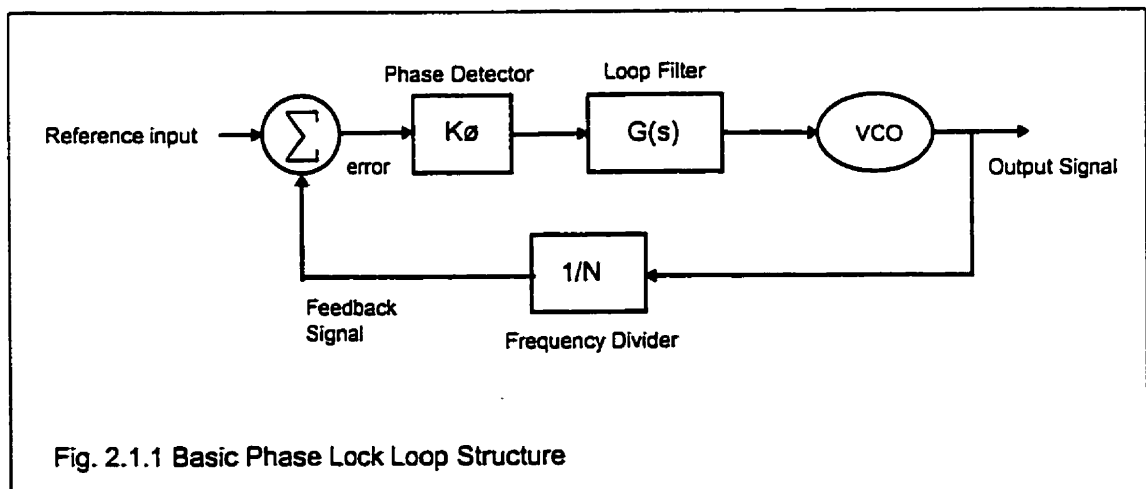 Phase Detector
Loop Filter
Reference input
Σ
error
Kø
G(s)
VCO
Output Signal
1/N
Feedback
Signal
Frequency Divider
Fig. 2.1.1 Basic Phase Lock Loop Structure